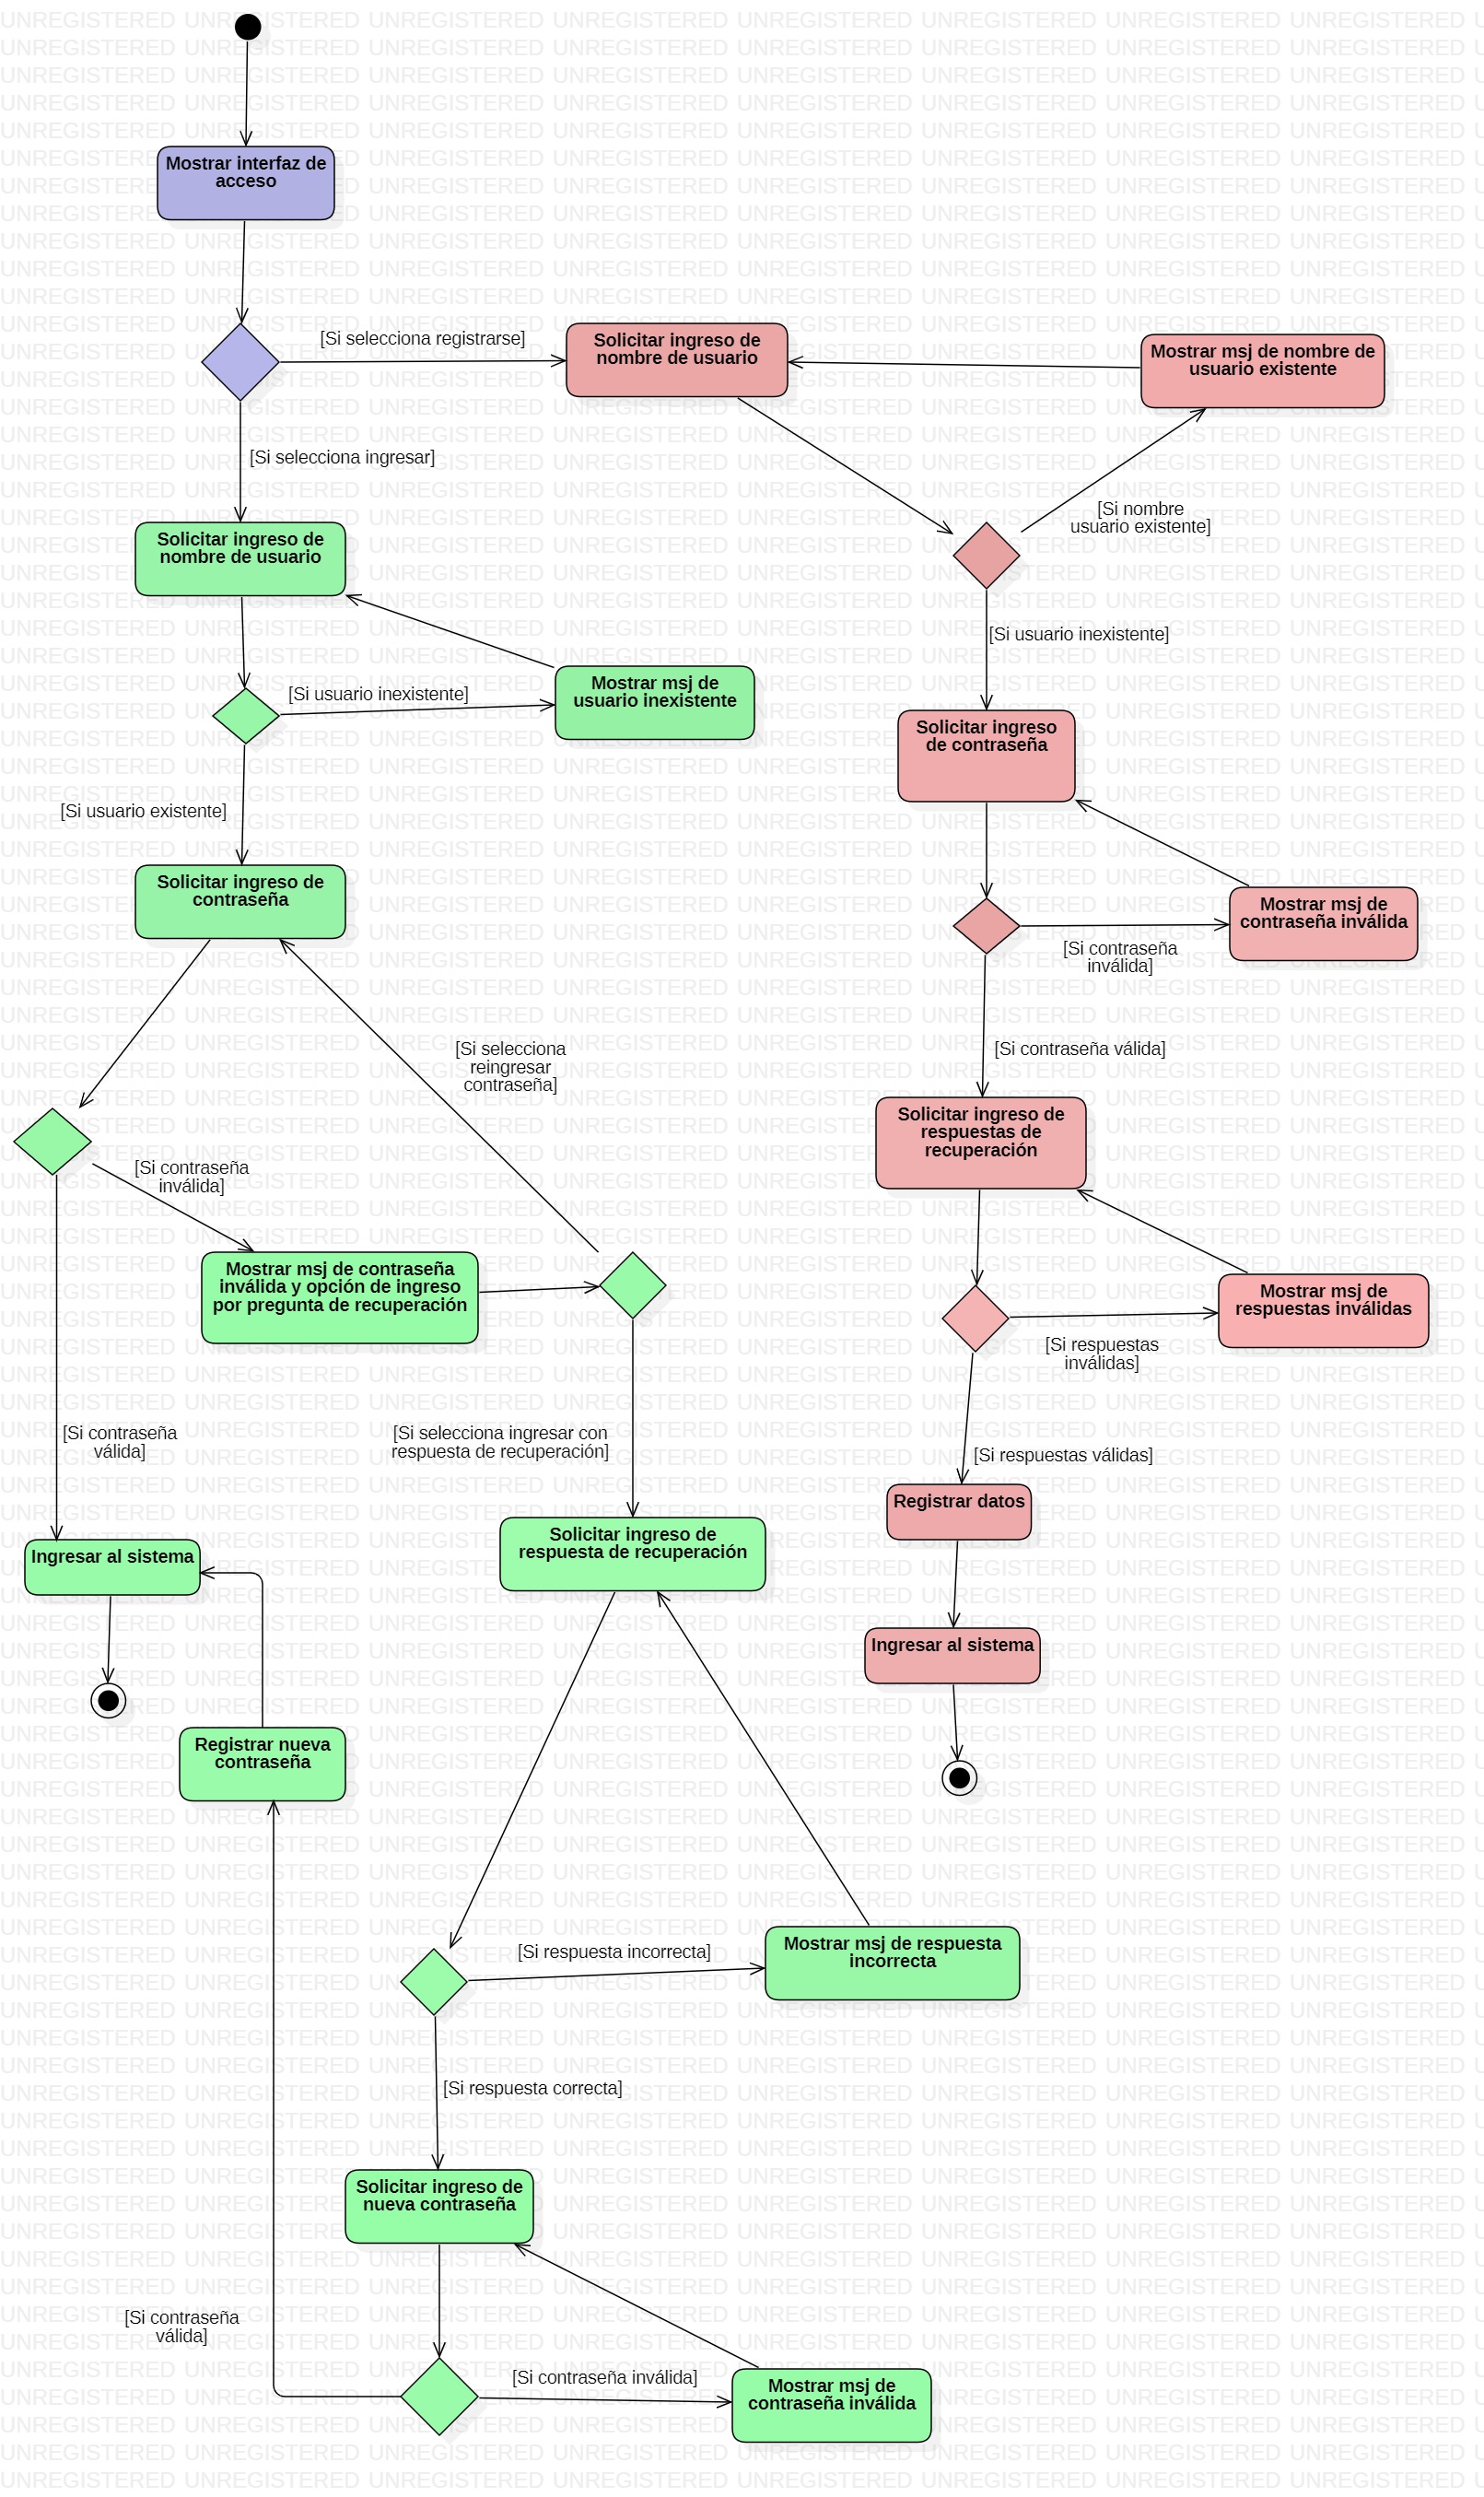 Mostrar interfaz de
acceso
[Si selecciona registrarse]
Solicitar ingreso de
nombre de usuario
Mostrar msj de nombre de
usuario existente
[Si selecciona ingresar]
[Si nombre
usuario existente]
Solicitar ingreso de
nombre de usuario
[Si usuario inexistente]
Mostrar msj de
usuario inexistente
[Si usuario inexistente]
Solicitar ingreso
de contraseña
[Si usuario existente]
Solicitar ingreso de
contraseña
Mostrar msj de
contraseña inválida
[Si contraseña
inválida]
[Si selecciona
reingresar
contraseña]
[Si contraseña válida]
Solicitar ingreso de
respuestas de
recuperación
[Si contraseña
inválida]
Mostrar msj de contraseña
inválida y opción de ingreso
por pregunta de recuperación
Mostrar msj de
respuestas inválidas
[Si respuestas
inválidas]
[Si contraseña
válida]
[Si selecciona ingresar con
respuesta de recuperación]
[Si respuestas válidas]
Registrar datos
Ingresar al sistema
Solicitar ingreso de
respuesta de recuperación
Ingresar al sistema
Registrar nueva
contraseña
[Si respuesta incorrecta]
Mostrar msj de respuesta
incorrecta
[Si respuesta correcta]
Solicitar ingreso de
nueva contraseña
[Si contraseña
válida]
[Si contraseña inválida]
Mostrar msj de
contraseña inválida
UNREGISTERED